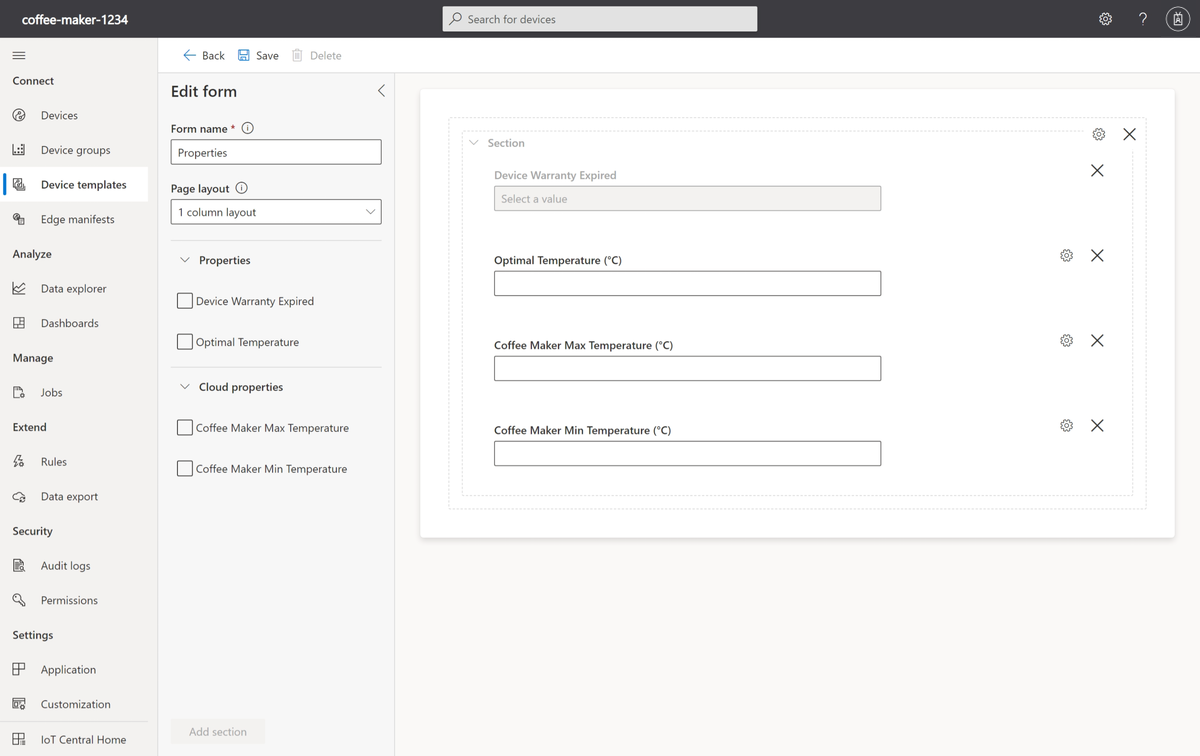 coffee-maker-1234
Search for devices
?
Back
Save
Delete
Connect
Devices
Device groups
Device templates
Edge manifests
Analyze
Data explorer
Dashboards
Manage
Jobs
Extend
Rules
Data export
Security
Audit logs
Permissions
Settings
Application
Customization
IoT Central Home
Edit form
Form name *
Properties
Page layout
1 column layout
Properties
Device Warranty Expired
Optimal Temperature
Cloud properties
Coffee Maker Max Temperature
Coffee Maker Min Temperature
Add section
Section
Device Warranty Expired
Select a value
Optimal Temperature (°C)
Coffee Maker Max Temperature (°C)
Coffee Maker Min Temperature (°C)